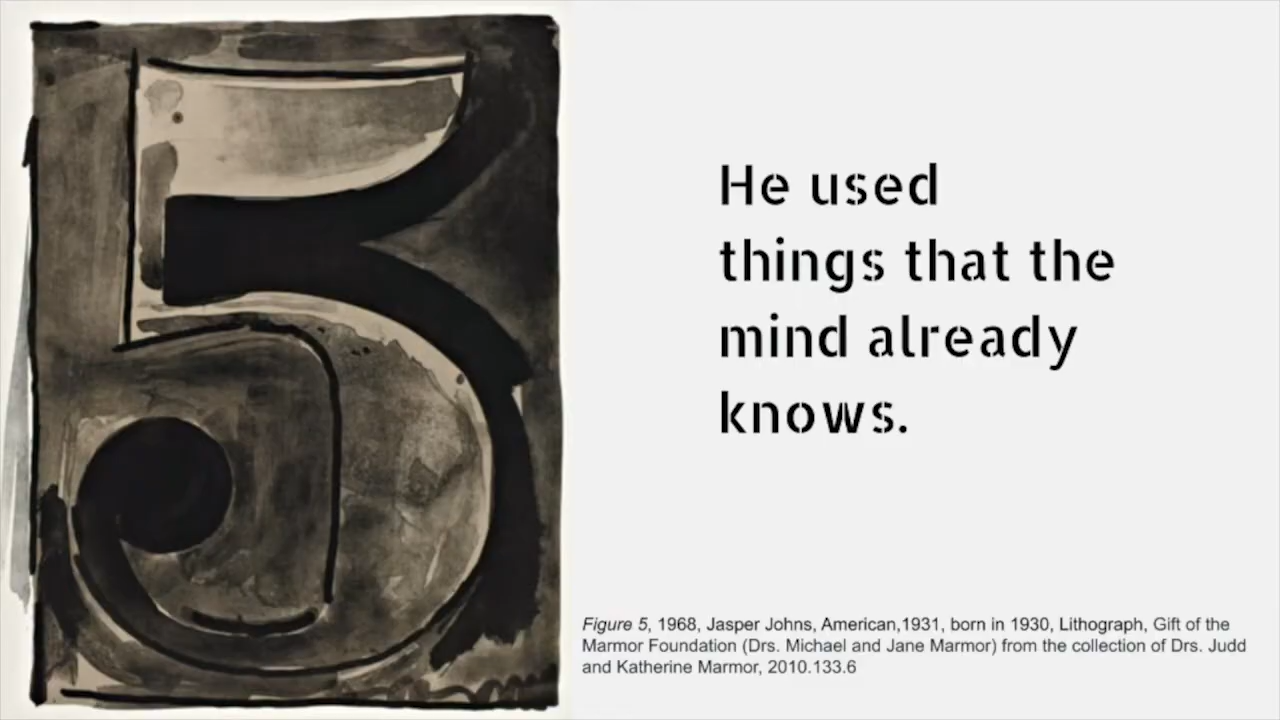 He used
things that the
mind already
knows.
Figure 5, 1968, Jasper Johns, American,1931, born in 1930, Lithograph, Gift of the
Marmor Foundation (Drs. Michael and Jane Marmor) from the collection of Drs. Judd
and Katherine Marmor, 2010.133.6